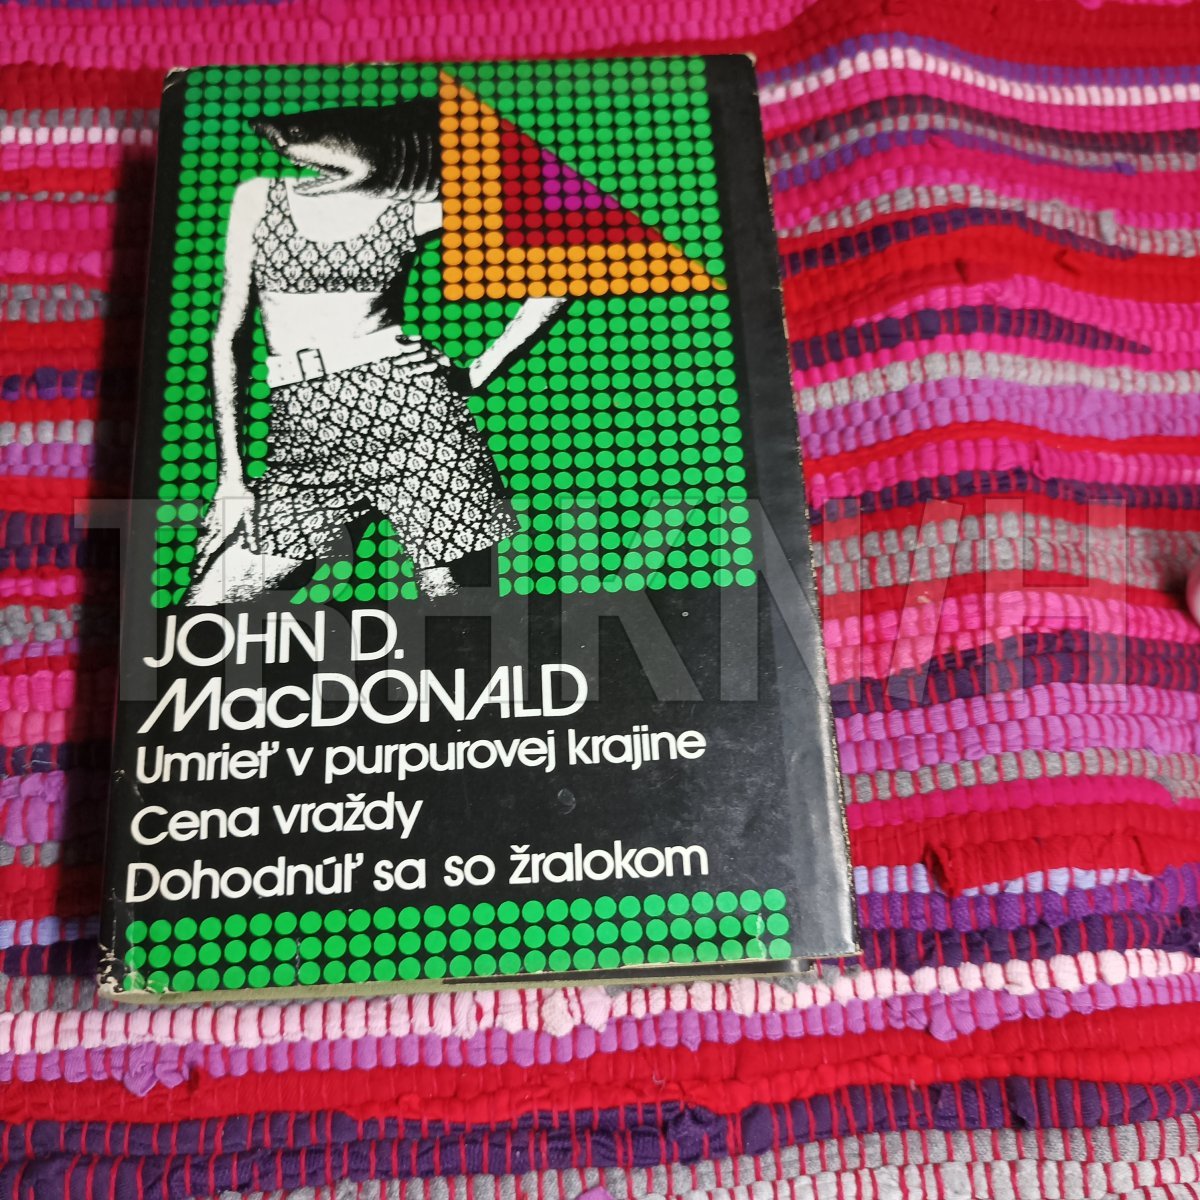 JOHN D.
MacDONALD
Umrieť v purpurovej krajine
Cena vraždy
Dohodnúť sa so žralokom